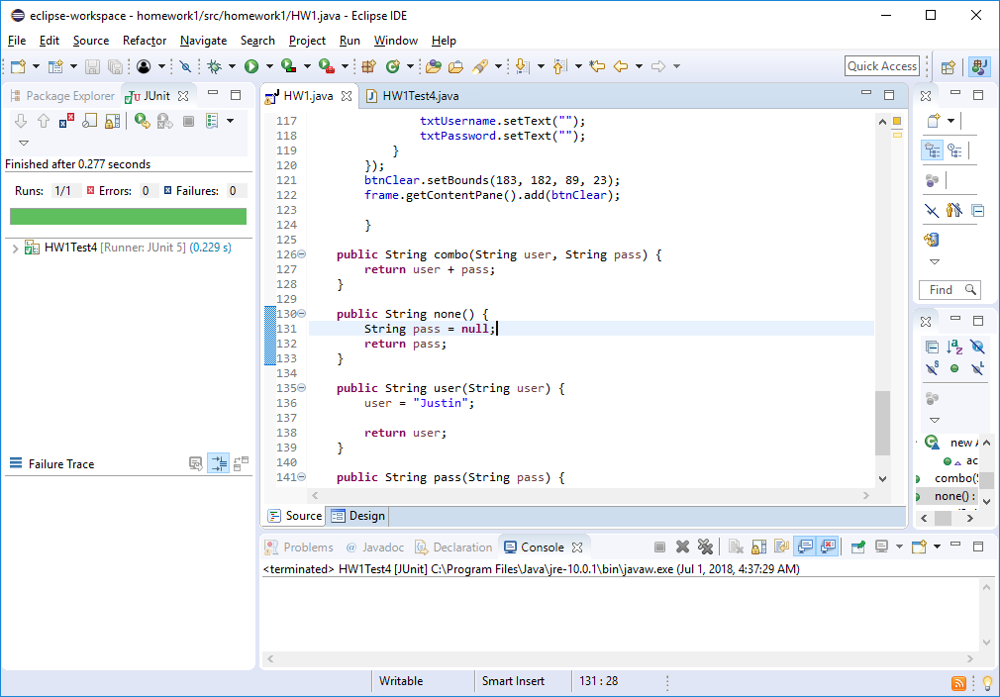 eclipse-workspace - homework1/src/homework1/HW1.java - Eclipse IDE
File Edit Source Refactor Navigate Search Project Run Window Help
Quick Access
Package Explorer JUnit
Finished after 0.277 seconds
Runs: 1/1 Errors: 0 Failures: 0
HW1Test4 [Runner: JUnit 5] (0.229 s)
Failure Trace
HW1.java HW1Test4.java
117 txtUsername.setText("");
118 txtPassword.setText("");
119 }
120 });
121 btnClear.setBounds(183, 182, 89, 23);
122 frame.getContentPane().add(btnClear);
123
124 }
125
126 public String combo(String user, String pass) {
127 return user + pass;
128 }
129
130 public String none() {
131 String pass = null;
132 return pass;
133 }
134
135 public String user(String user) {
136 user = "Justin";
137
138 return user;
139 }
140
141 public String pass(String pass) {
Source Design
Find
new A
ac
combo(S
none() :
Problems Javadoc Declaration Console
<terminated> HW1Test4 [JUnit] C:\Program Files\Java\jre-10.0.1\bin\javaw.exe (Jul 1, 2018, 4:37:29 AM)
Writable Smart Insert 131 : 28